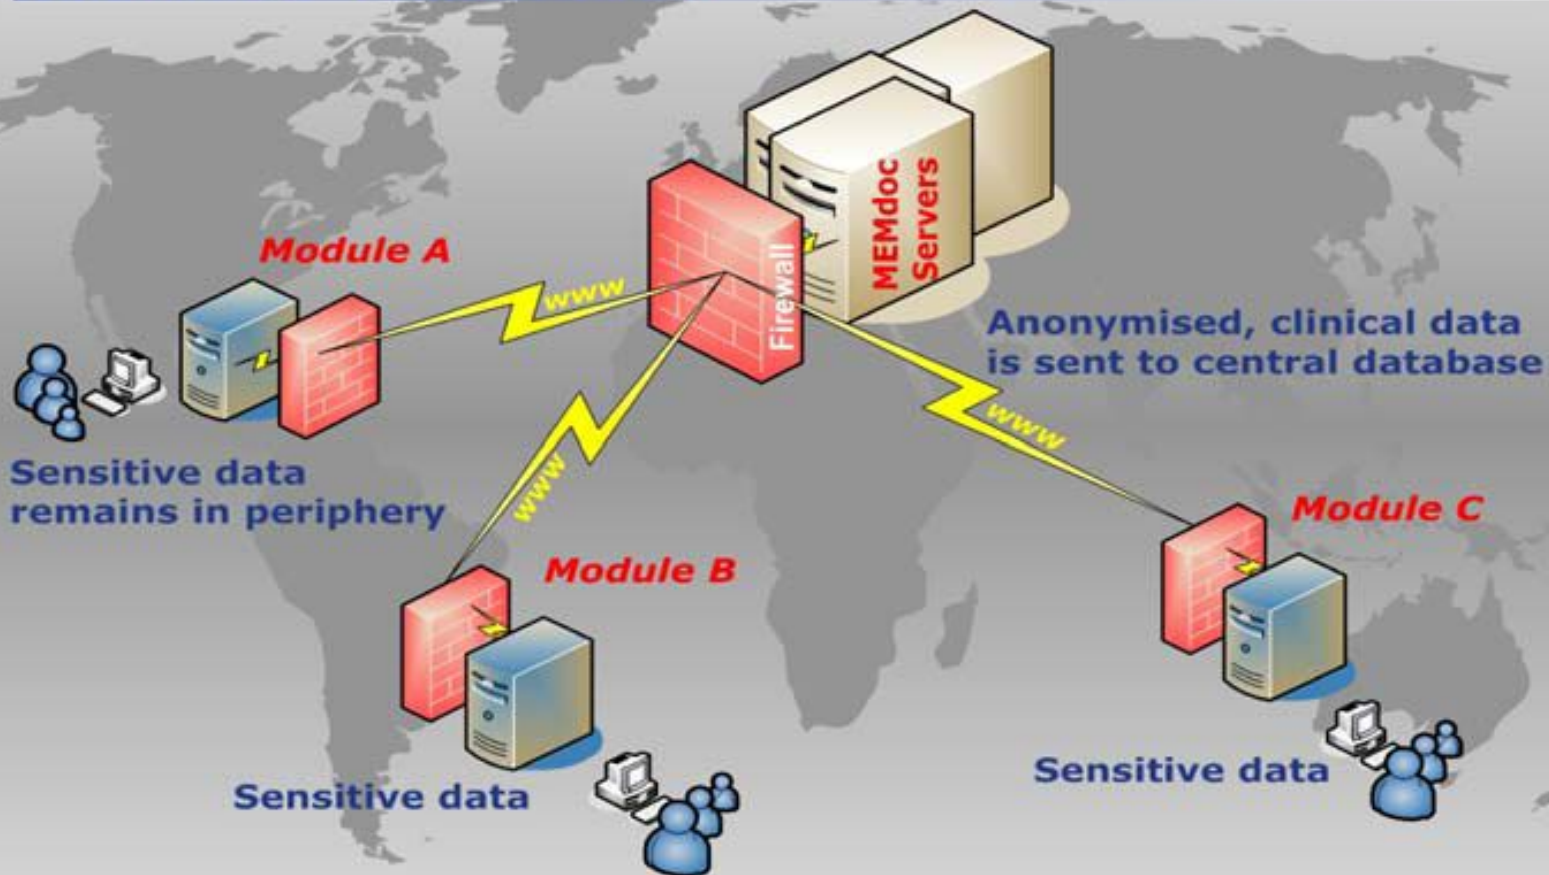 MEMdoc
Servers
Firewall
Module A
www
Anonymised, clinical data
is sent to central database
www
Sensitive data
remains in periphery
www
Module C
Module B
Sensitive data
Sensitive data